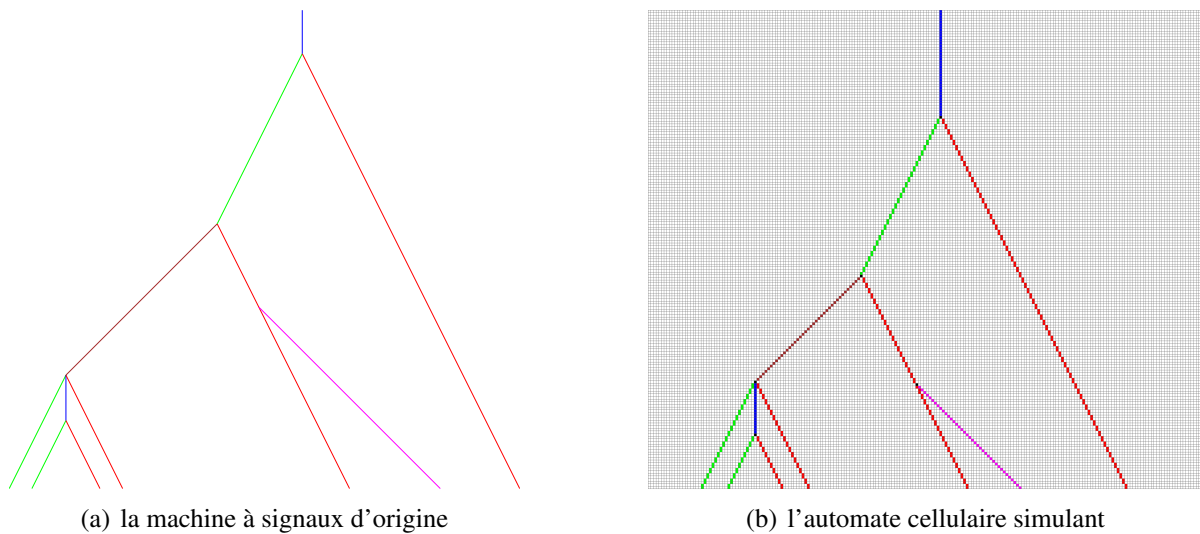 (a) la machine à signaux d'origine
(b) l'automate cellulaire simulant